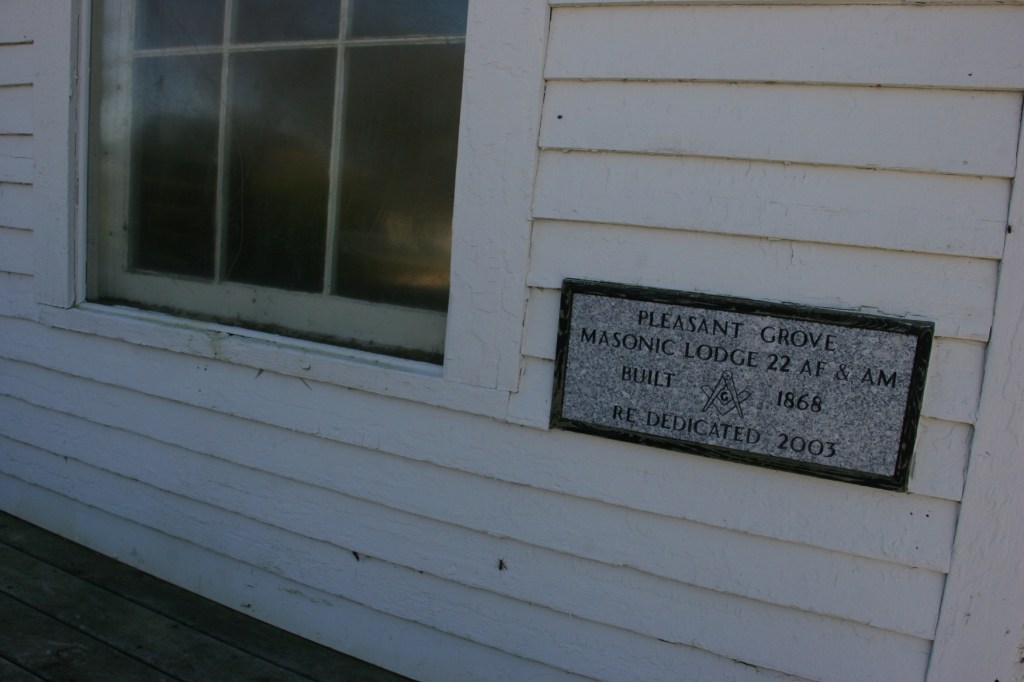 PLEASANT GROVE
MASONIC LODGE 22 AF & AM
BUILT G 1868
RE DEDICATED 2003